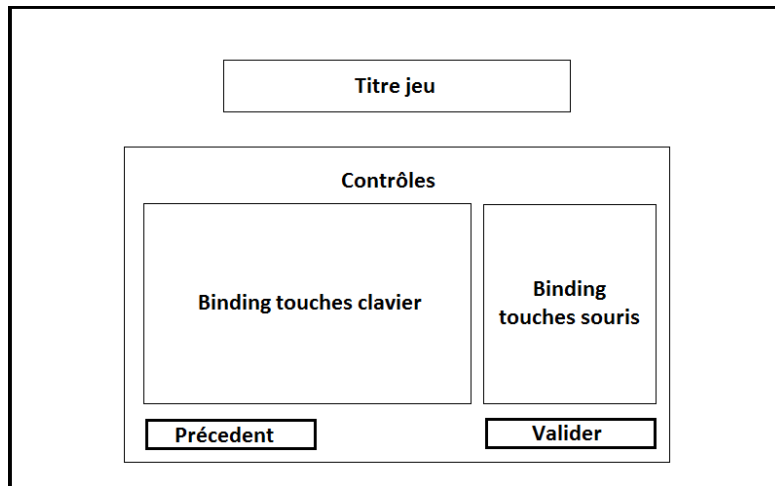 Titre jeu
Contrôles
Binding touches clavier
Binding
touches souris
Précedent
Valider